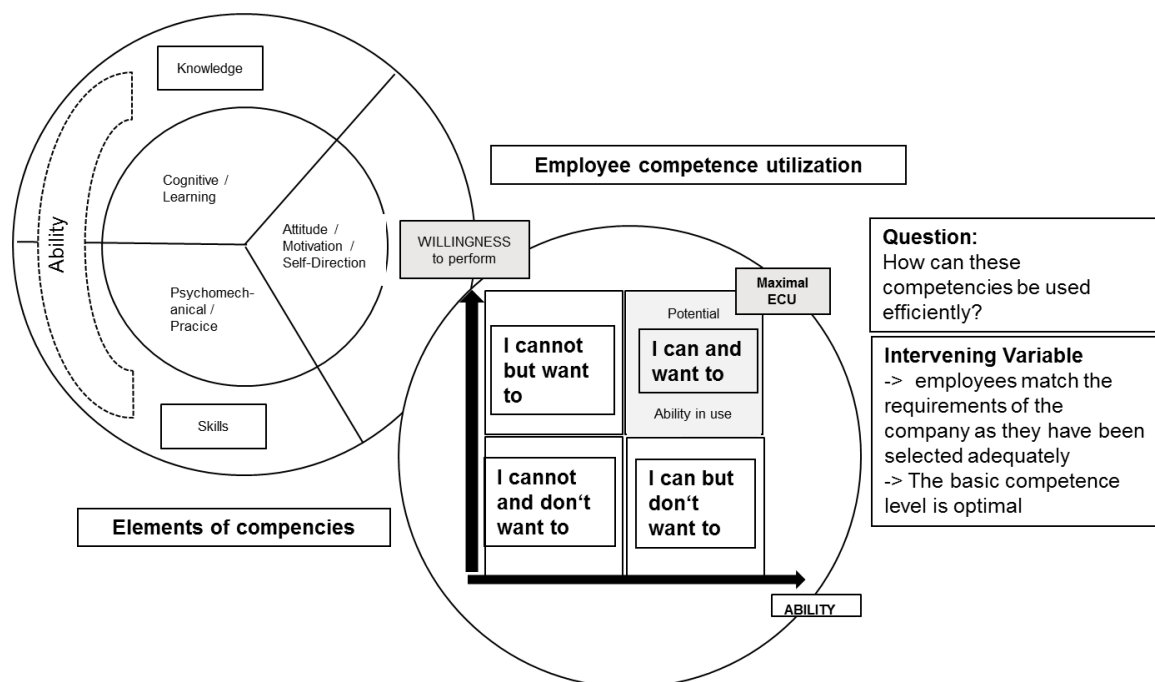 Knowledge
Ability
Cognitive /
Learning
Attitude /
Motivation /
Self-Direction
Psychomech-
anical /
Pracice
Skills
Elements of compencies
Employee competence utilization
WILLINGNESS
to perform
Maximal
ECU
Potential
I cannot
but want
to
I can and
want to
Ability in use
I cannot
and don‘t
want to
I can but
don‘t
want to
ABILITY
Question:
How can these
competencies be used
efficiently?
Intervening Variable
-> employees match the
requirements of the
company as they have been
selected adequately
-> The basic competence
level is optimal